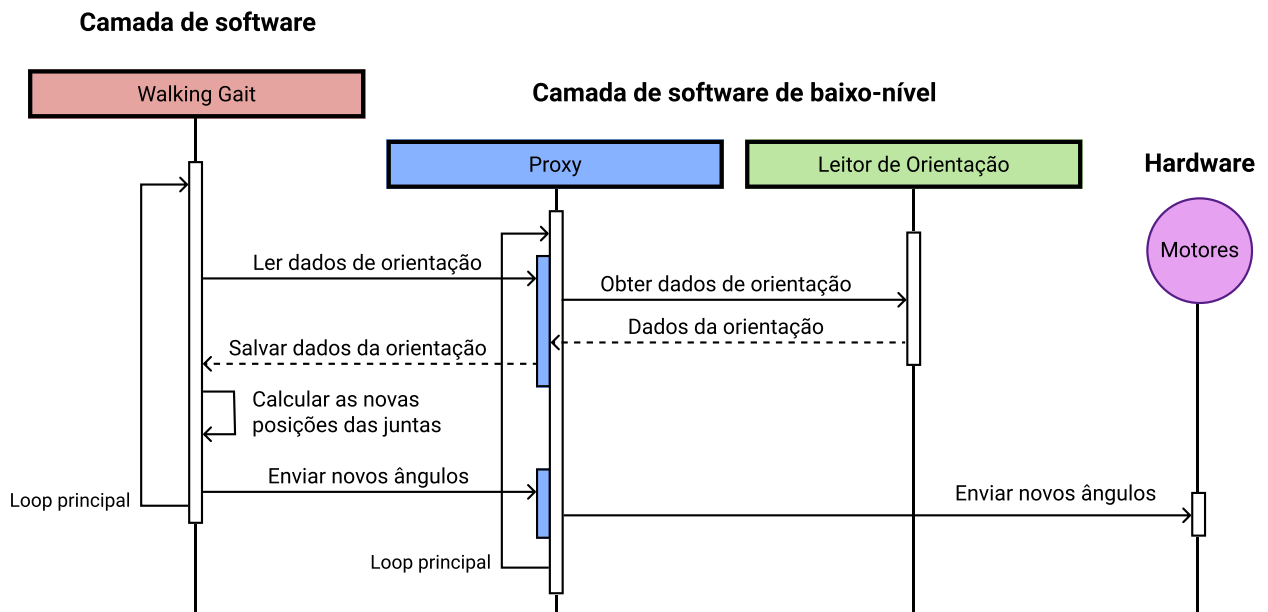 Camada de software
Walking Gait
Camada de software de baixo-nível
Proxy
Leitor de Orientação
Hardware
Motores
Ler dados de orientação
Obter dados de orientação
Dados da orientação
Salvar dados da orientação
Calcular as novas
posições das juntas
Enviar novos ângulos
Loop principal
Enviar novos ângulos
Loop principal